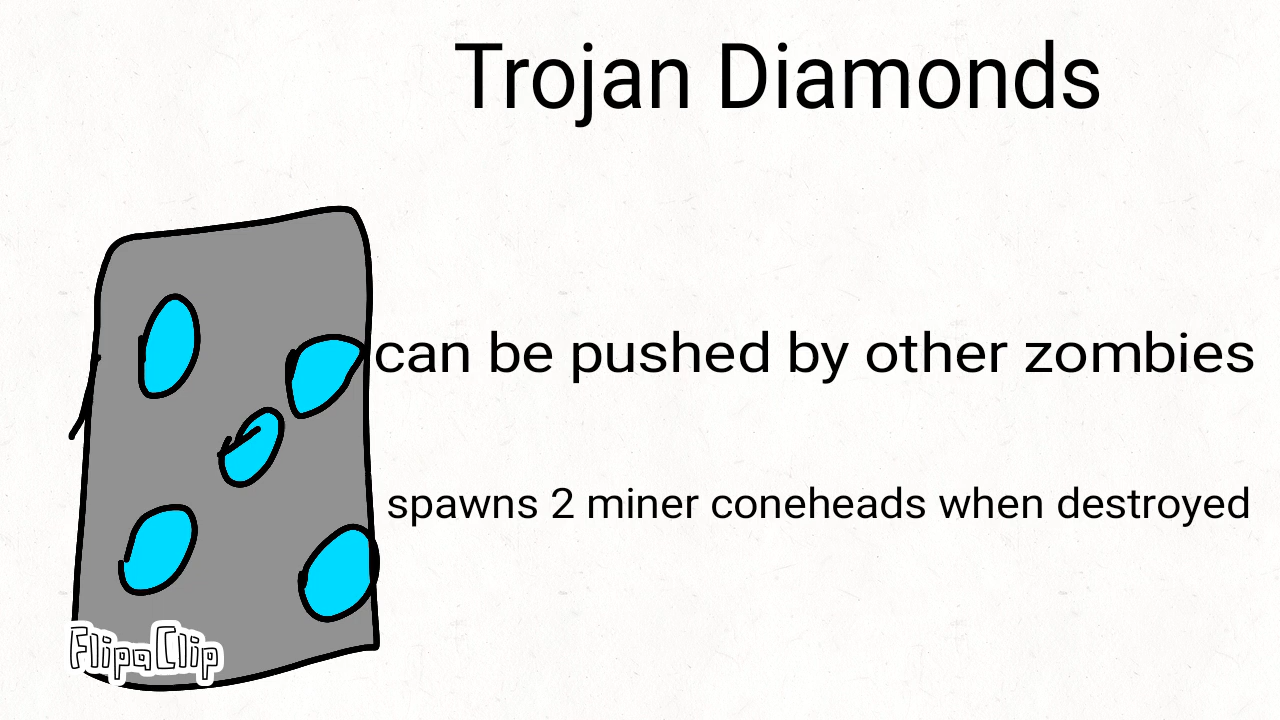 Trojan Diamonds
can be pushed by other zombies
spawns 2 miner coneheads when destroyed
FlipaClip